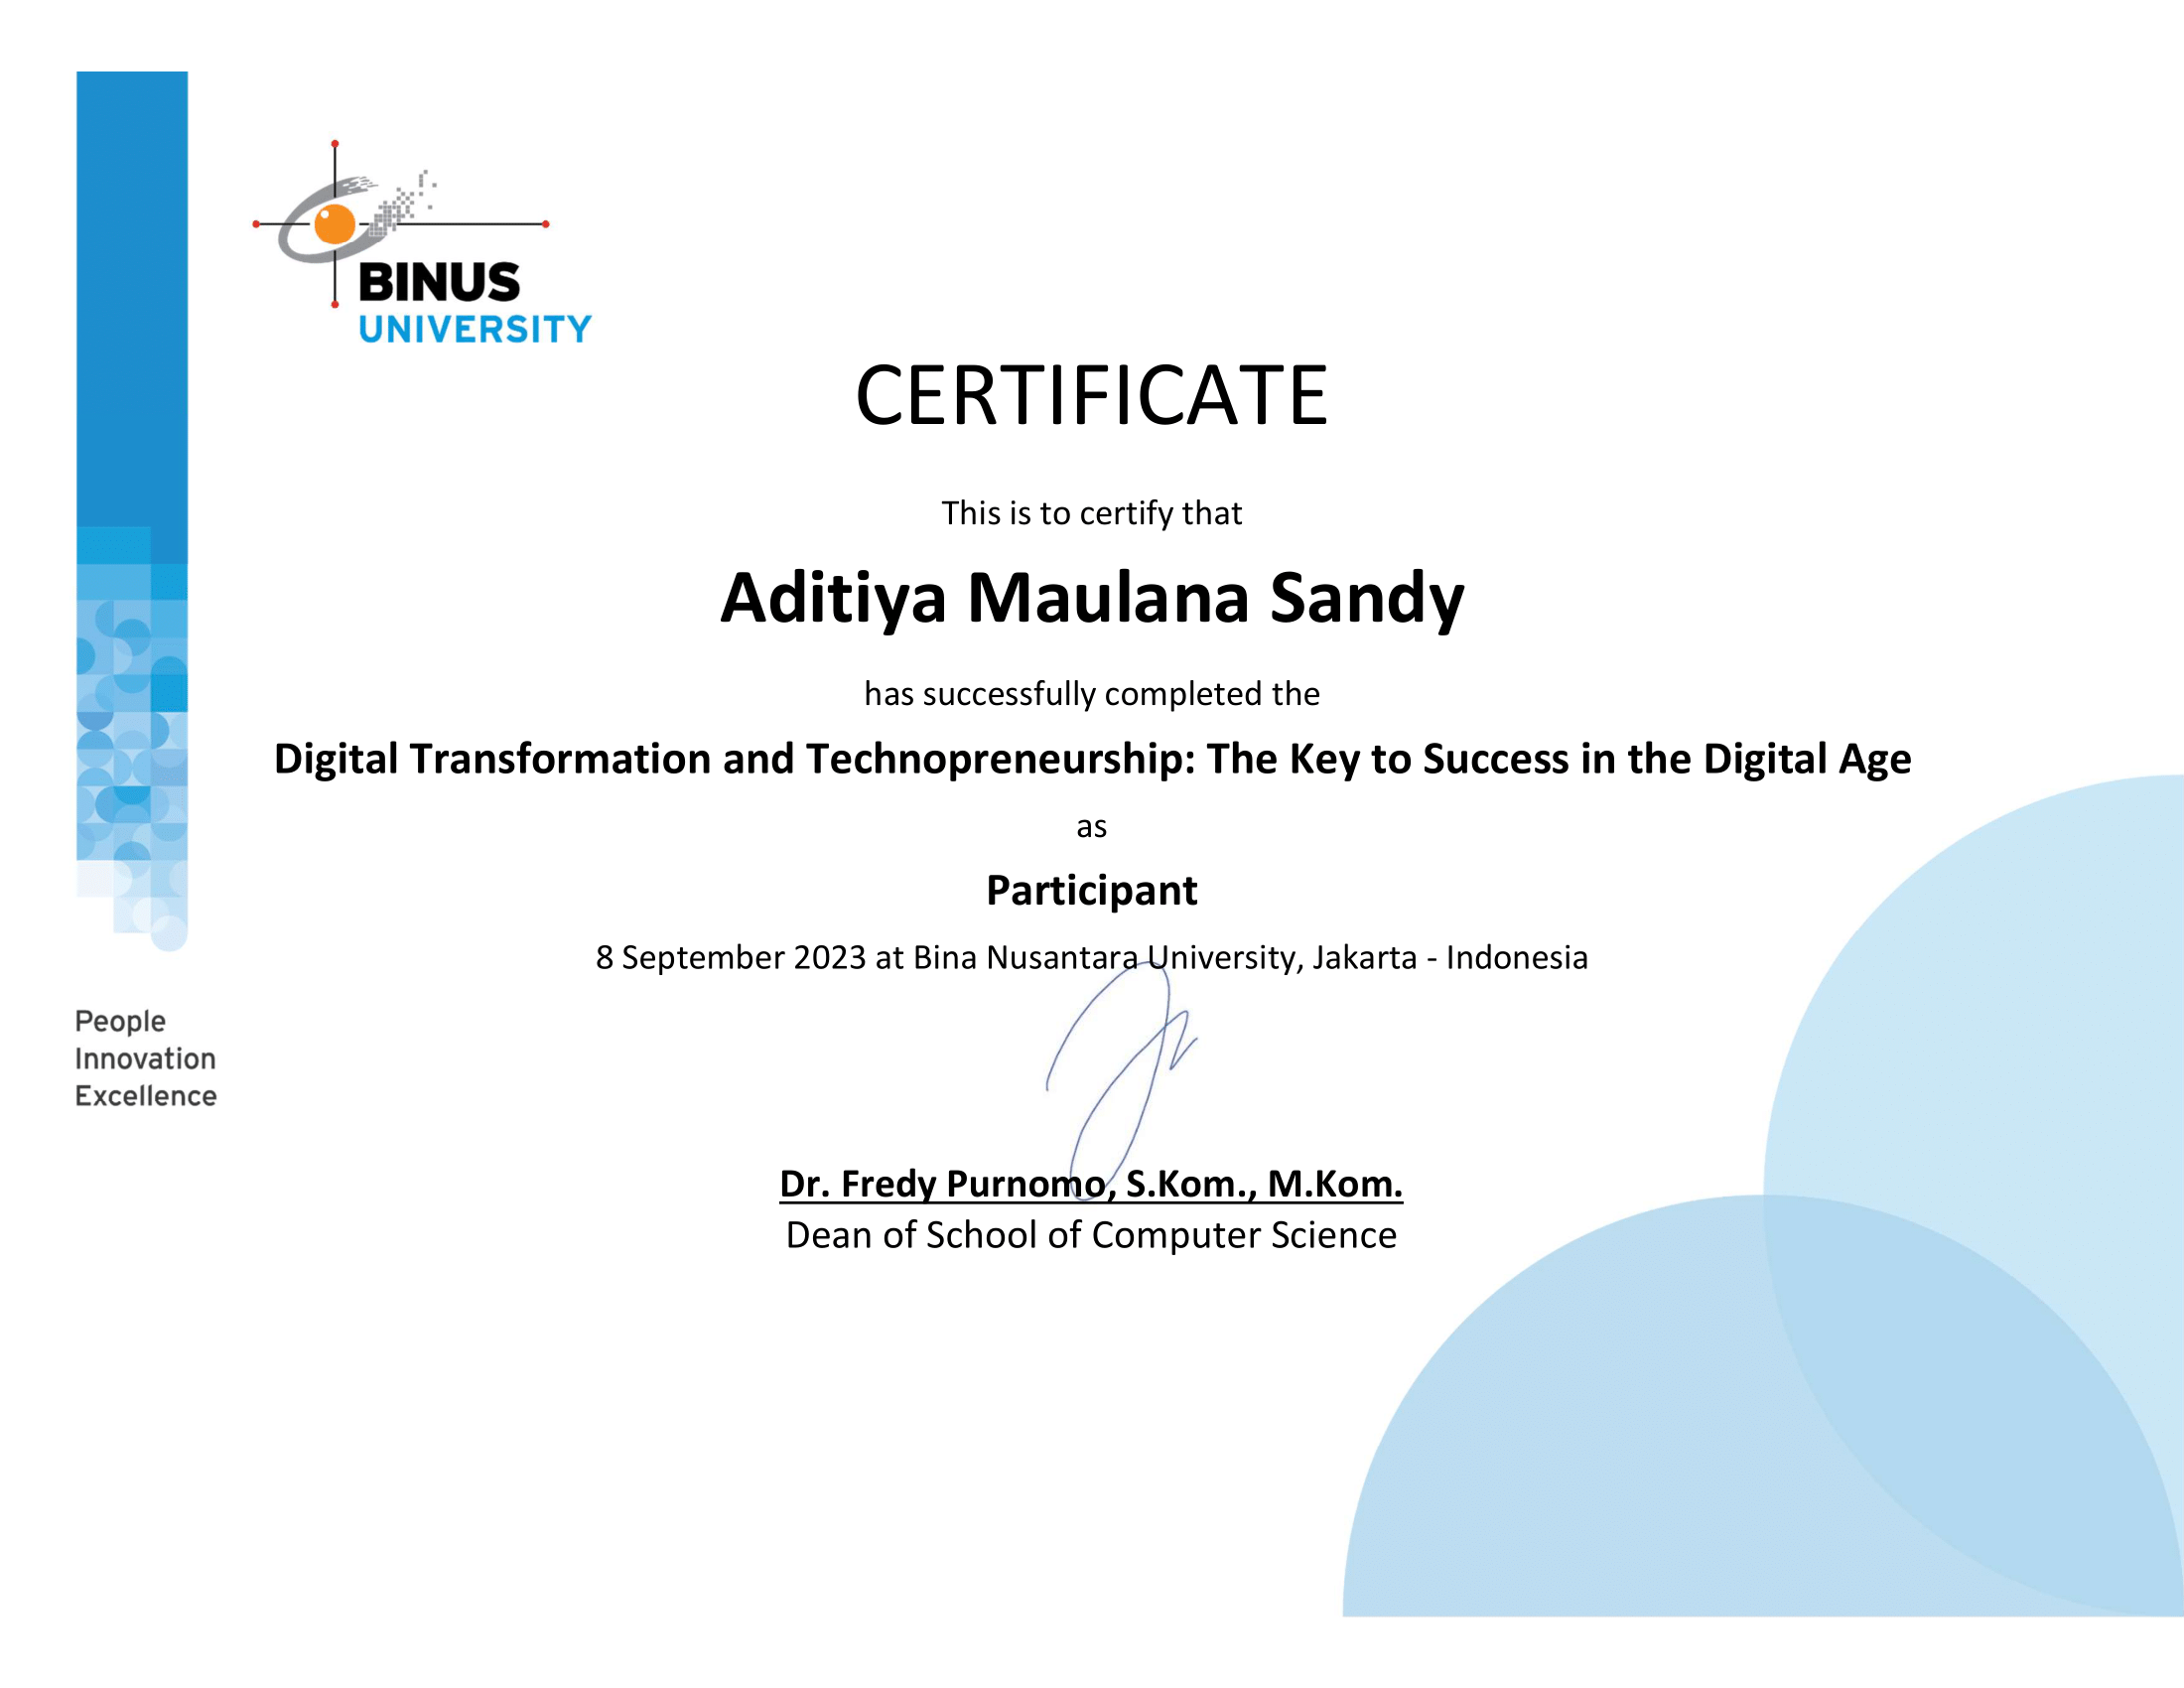 BINUS
UNIVERSITY
CERTIFICATE
This is to certify that
Aditiya Maulana Sandy
has successfully completed the
Digital Transformation and Technopreneurship: The Key to Success in the Digital Age
as
Participant
8 September 2023 at Bina Nusantara University, Jakarta - Indonesia
People
Innovation
Excellence
Dr. Fredy Purnomo, S.Kom., M.Kom.
Dean of School of Computer Science